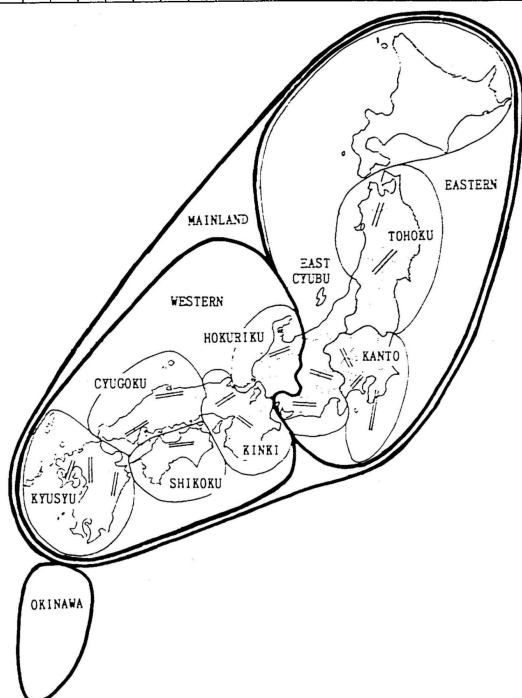 EASTERN
MAINLAND
TOHOKU
EAST
CYUBU
WESTERN
HOKURIKU
KANTO
CYUGOKU
KINKI
SHIKOKU
KYUSYU
OKINAWA